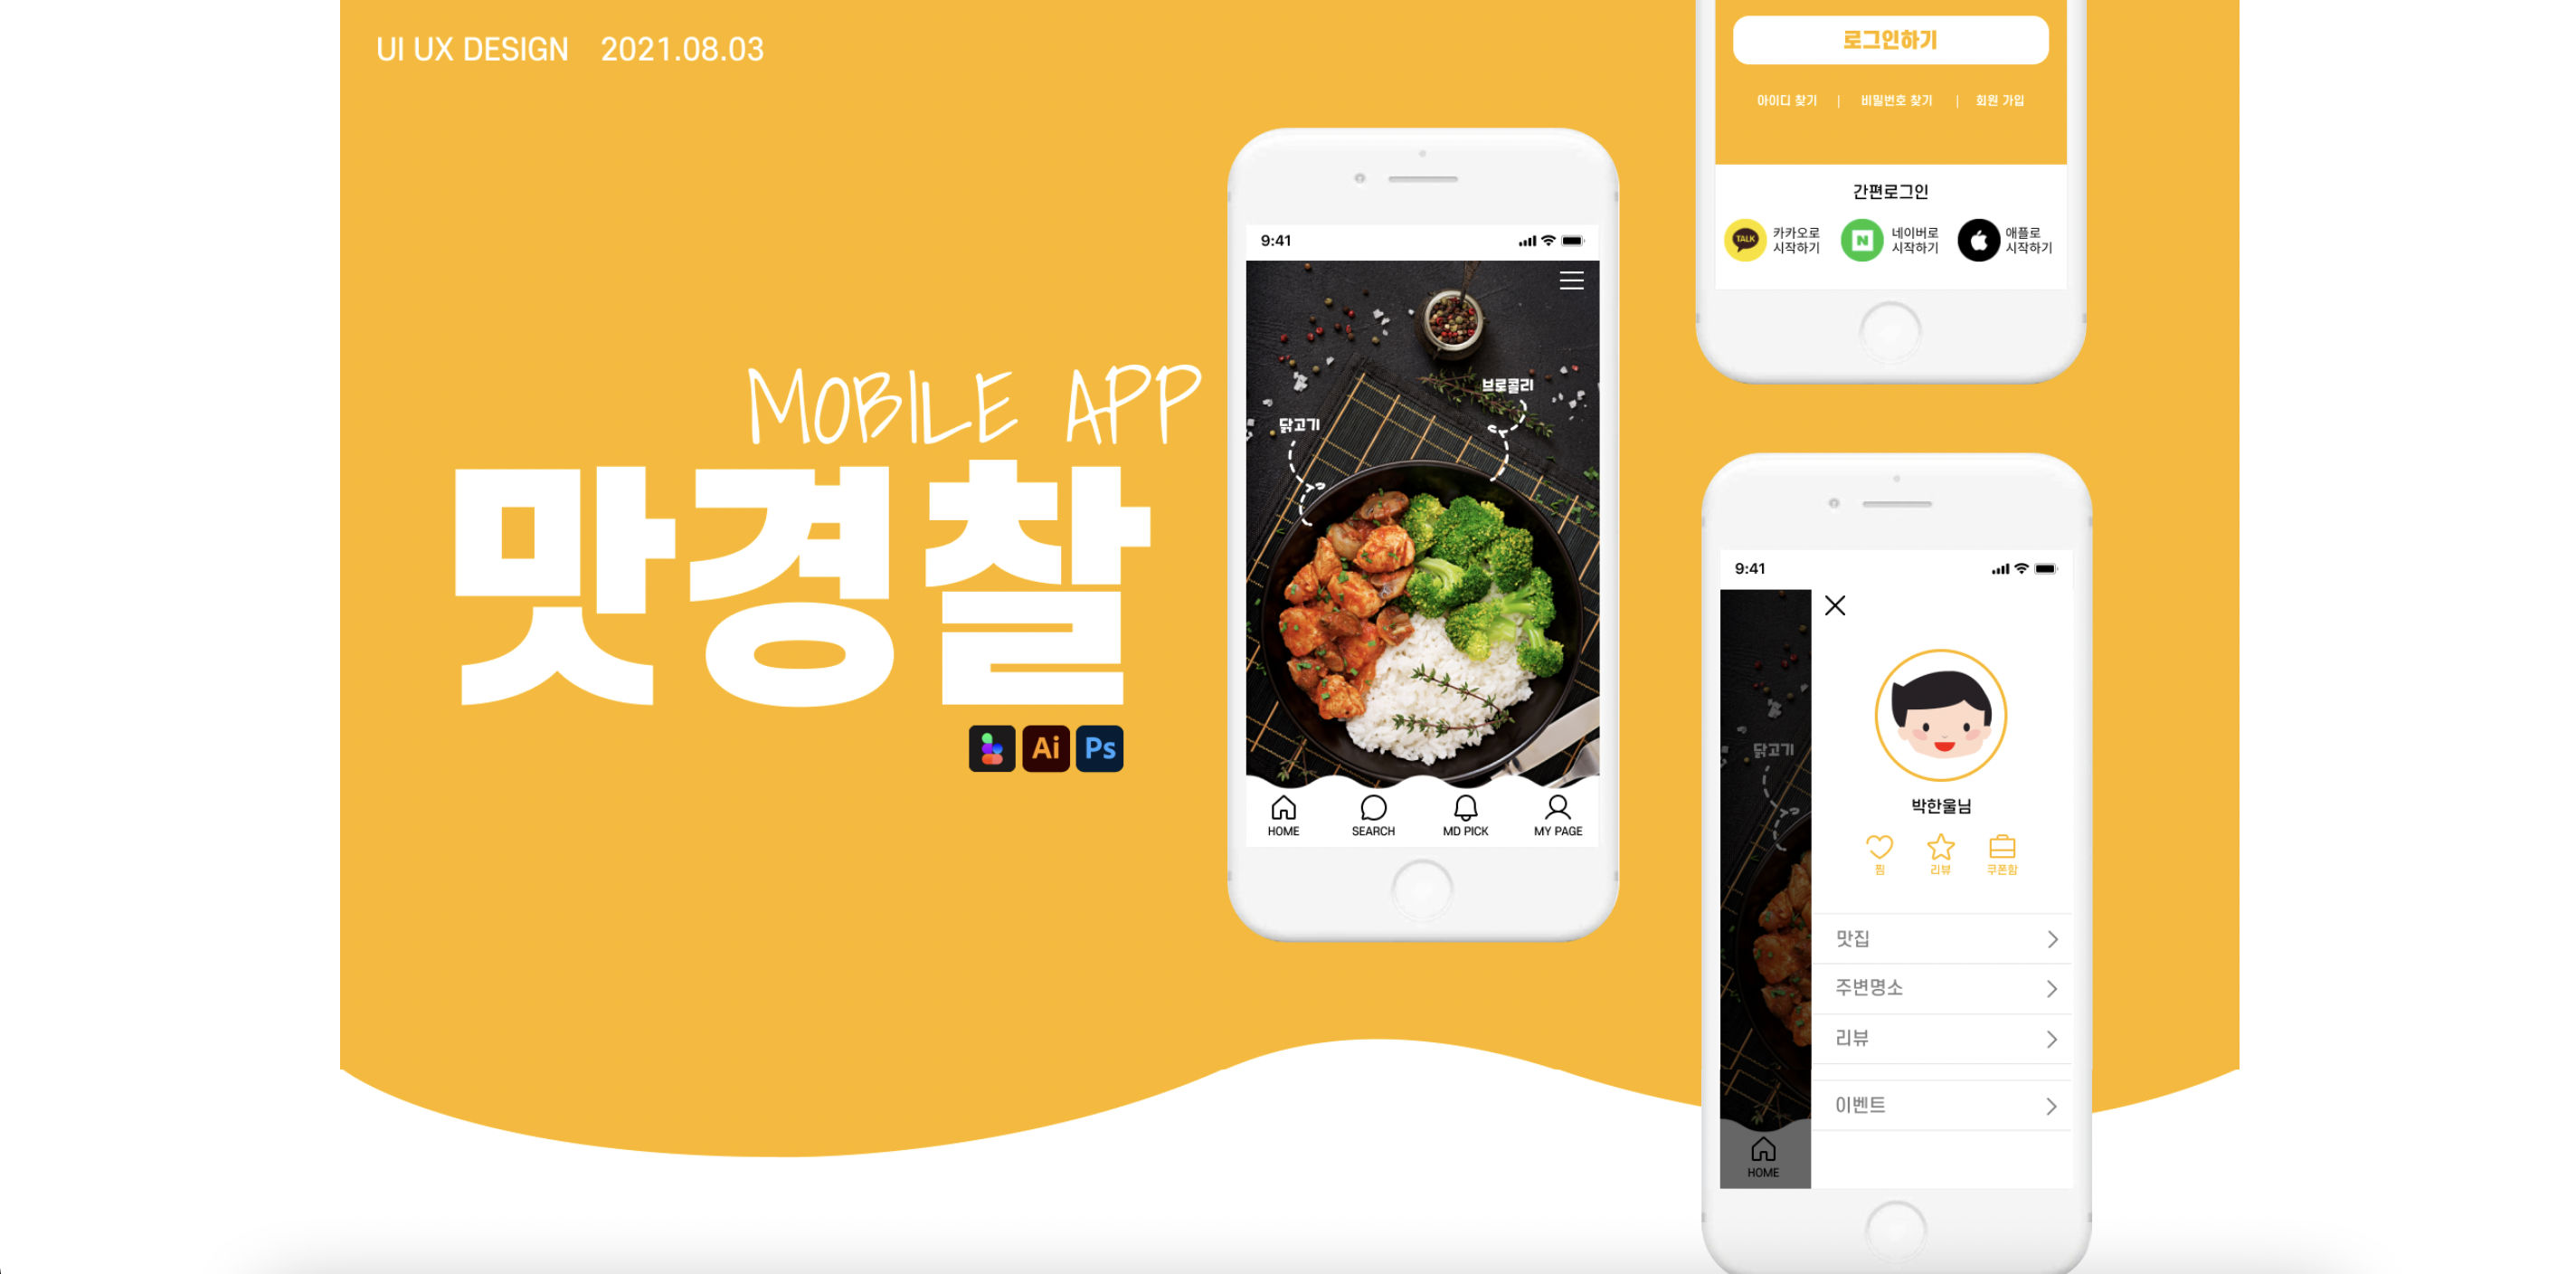 UI UX DESIGN 2021.08.03
MOBILE APP
맛경찰
Ai Ps
9:41
브로콜리
닭고기
HOME SEARCH MD PICK MY PAGE
로그인하기
아이디 찾기 | 비밀번호 찾기 | 회원 가입
간편로그인
TALK
카카오로
시작하기
N
네이버로
시작하기
애플로
시작하기
9:41
닭고기
박한울님
찜 리뷰 쿠폰함
맛집
주변명소
리뷰
이벤트
HOME